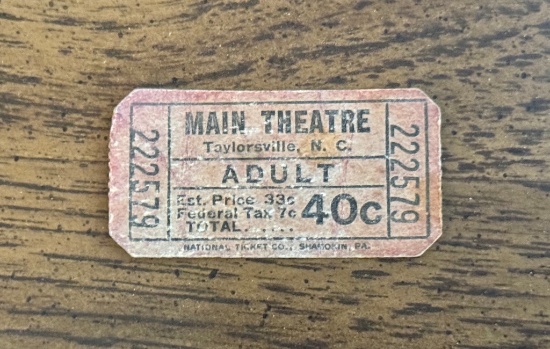 222579
MAIN THEATRE
Taylorsville, N. C.
ADULT
Est. Price 33c
Federal Tax 7c
TOTAL.....
40c
NATIONAL TICKET CO., SHAMOKIN, PA.
222579